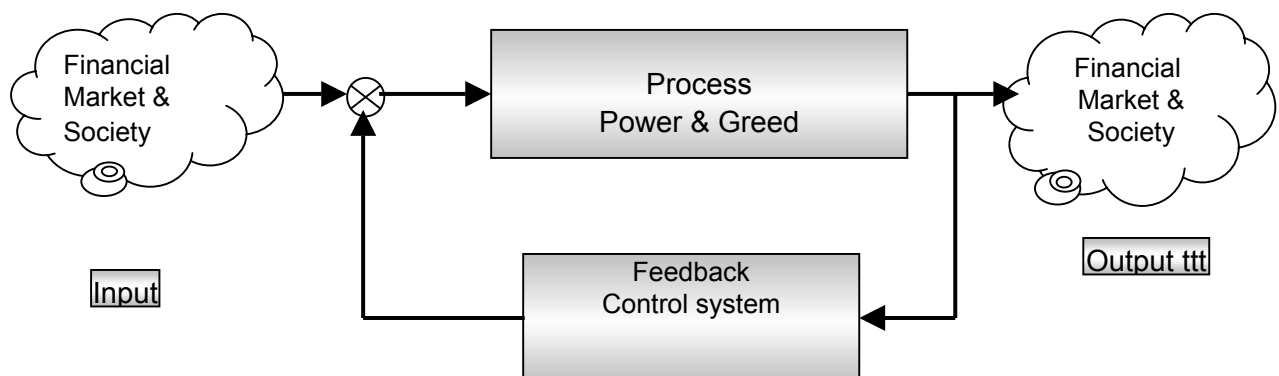 Financial
Market &
Society
Process
Power & Greed
Financial
Market &
Society
Input
Feedback
Control system
Output ttt